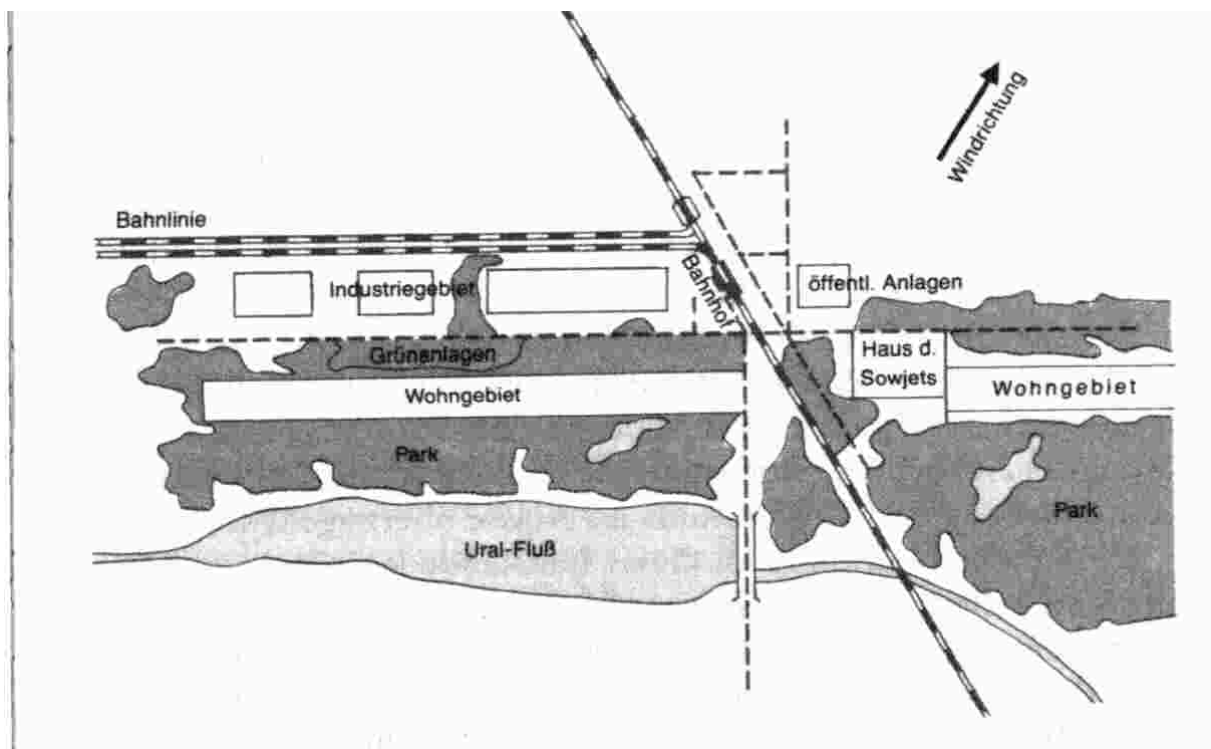 Windrichtung
Bahnlinie
Bahnhof
Industriegebiet
öffentl. Anlagen
Grünanlagen
Haus d.
Sowjets
Wohngebiet
Wohngebiet
Park
Park
Ural-Fluß